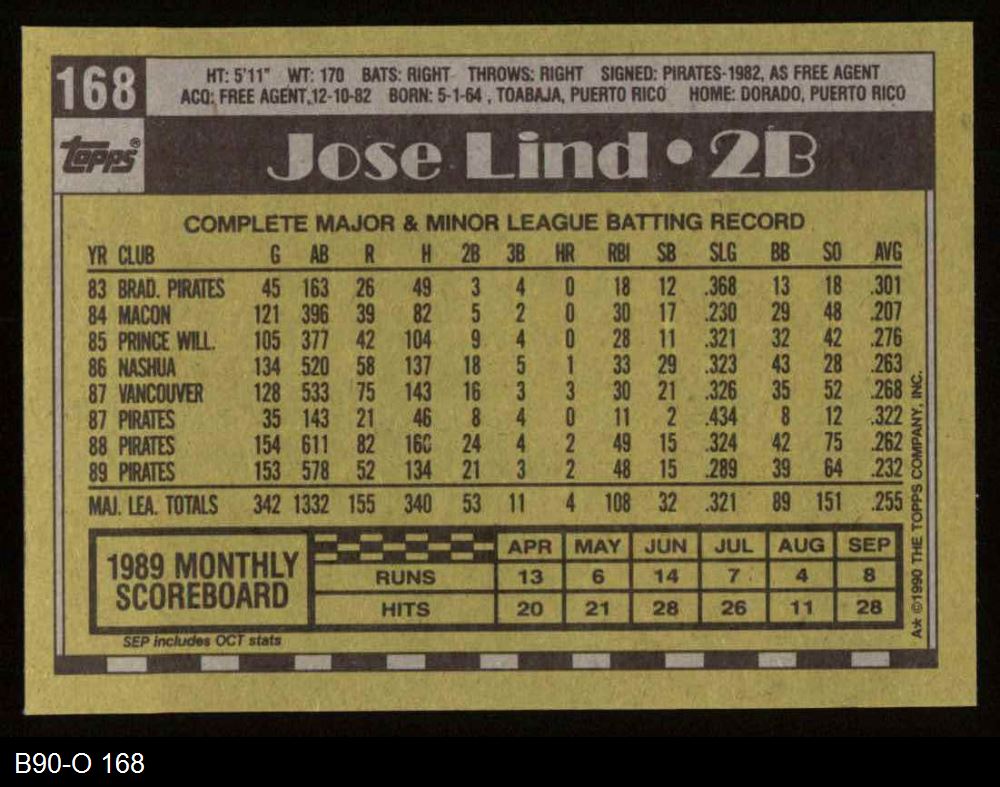 168
HT: 5'11" WT: 170 BATS: RIGHT THROWS: RIGHT SIGNED: PIRATES-1982, AS FREE AGENT
ACQ: FREE AGENT,12-10-82 BORN: 5-1-64 , TOABAJA, PUERTO RICO HOME: DORADO, PUERTO RICO
topps®
Jose Lind • 2B
COMPLETE MAJOR & MINOR LEAGUE BATTING RECORD
YR CLUB G AB R H 2B 3B HR RBI SB SLG BB SO AVG
83 BRAD. PIRATES 45 163 26 49 3 4 0 18 12 .368 13 18 .301
84 MACON 121 396 39 82 5 2 0 30 17 .230 29 48 .207
85 PRINCE WILL. 105 377 42 104 9 4 0 28 11 .321 32 42 .276
86 NASHUA 134 520 58 137 18 5 1 33 29 .323 43 28 .263
87 VANCOUVER 128 533 75 143 16 3 3 30 21 .326 35 52 .268
87 PIRATES 35 143 21 46 8 4 0 11 2 .434 8 12 .322
88 PIRATES 154 611 82 160 24 4 2 49 15 .324 42 75 .262
89 PIRATES 153 578 52 134 21 3 2 48 15 .289 39 64 .232
MAJ. LEA. TOTALS 342 1332 155 340 53 11 4 108 32 .321 89 151 .255
1989 MONTHLY
SCOREBOARD
APR MAY JUN JUL AUG SEP
RUNS 13 6 14 7 4 8
HITS 20 21 28 26 11 28
SEP includes OCT stats
A* ©1990 THE TOPPS COMPANY, INC.
B90-O 168